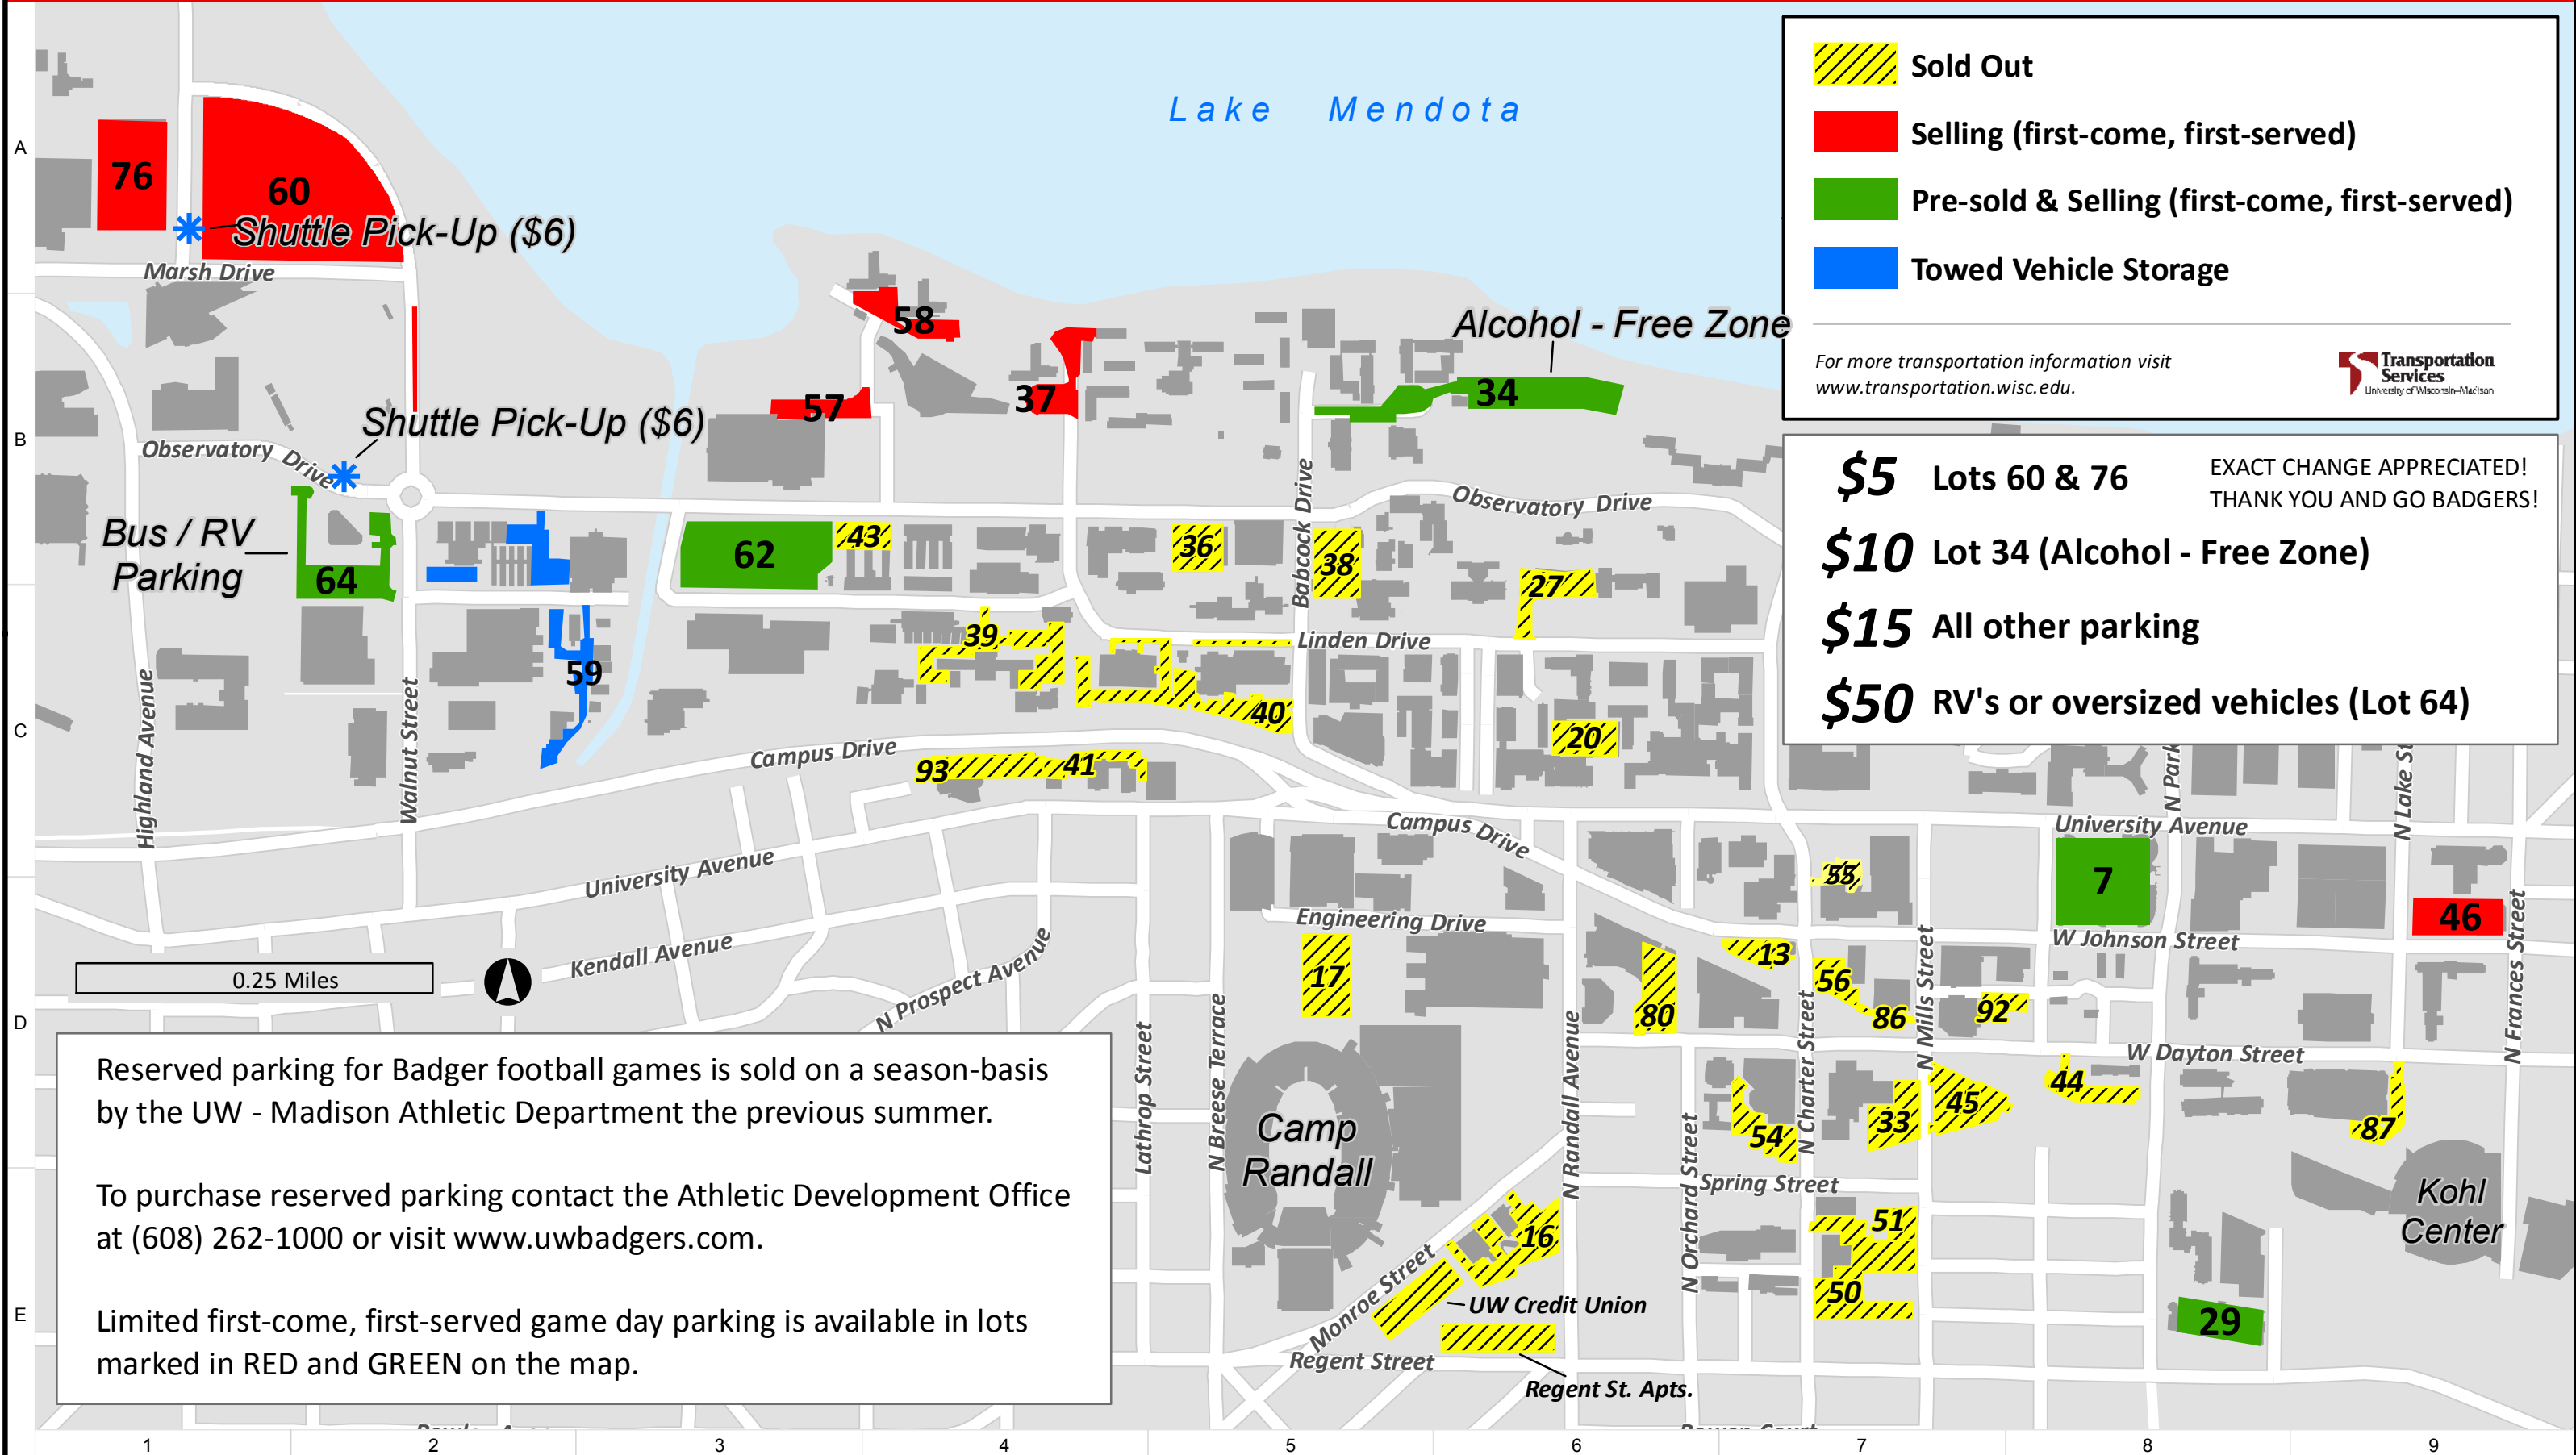 Sold Out
Selling (first-come, first-served)
Pre-sold & Selling (first-come, first-served)
Towed Vehicle Storage
For more transportation information visit
www.transportation.wisc.edu.
Transportation
Services
University of Wisconsin-Madison
$5 Lots 60 & 76
EXACT CHANGE APPRECIATED!
THANK YOU AND GO BADGERS!
$10 Lot 34 (Alcohol - Free Zone)
$15 All other parking
$50 RV's or oversized vehicles (Lot 64)
Lake Mendota
A
76
60
Shuttle Pick-Up ($6)
Marsh Drive
58
Alcohol - Free Zone
57
37
34
Shuttle Pick-Up ($6)
B
Observatory Drive
Observatory Drive
Babcock Drive
Bus / RV
Parking
64
62
43
36
38
27
39
Linden Drive
59
Highland Avenue
Walnut Street
C
40
20
Campus Drive
93
41
N Park
N Lake St
Campus Drive
University Avenue
University Avenue
55
7
46
Engineering Drive
W Johnson Street
Kendall Avenue
N Prospect Avenue
17
13
56
80
86
92
0.25 Miles
D
Lathrop Street
N Breese Terrace
N Randall Avenue
N Orchard Street
N Charter Street
N Mills Street
N Frances Street
W Dayton Street
44
45
33
54
87
Camp
Randall
Spring Street
Kohl
Center
51
16
50
Monroe Street
UW Credit Union
E
29
Regent Street
Regent St. Apts.
Reserved parking for Badger football games is sold on a season-basis
by the UW - Madison Athletic Department the previous summer.
To purchase reserved parking contact the Athletic Development Office
at (608) 262-1000 or visit www.uwbadgers.com.
Limited first-come, first-served game day parking is available in lots
marked in RED and GREEN on the map.
1 2 3 4 5 6 7 8 9